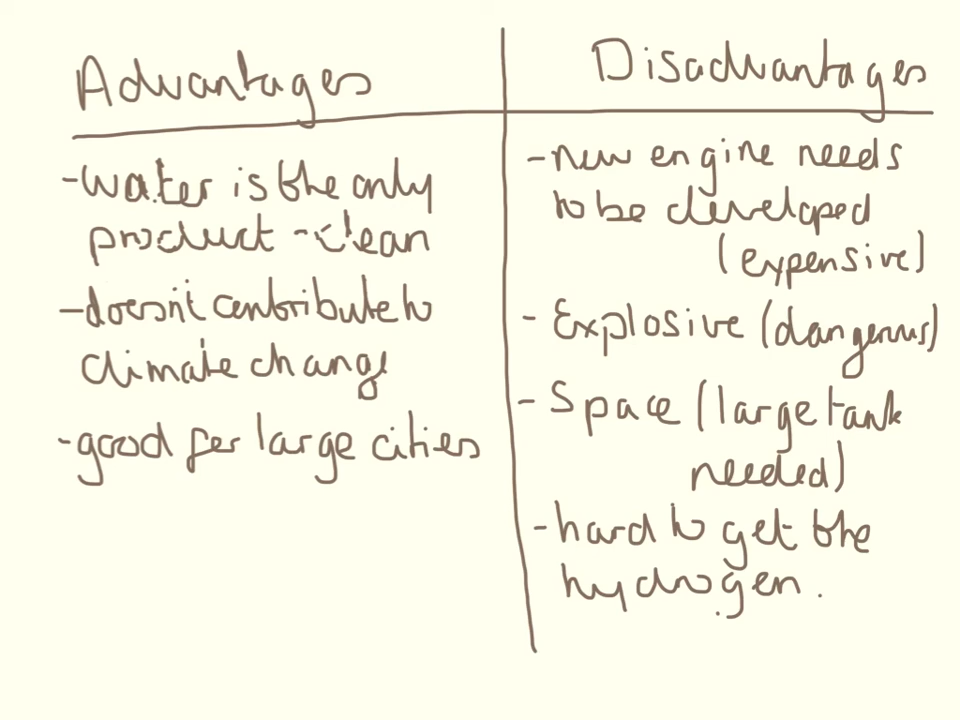 Advantages
-water is the only
product - clean
-doesn't contribute to
climate change
-good for large cities
Disadvantages
-new engine needs
to be developed
(expensive)
- Explosive (dangerous)
- Space (large tank
needed)
-hard to get the
hydrogen.